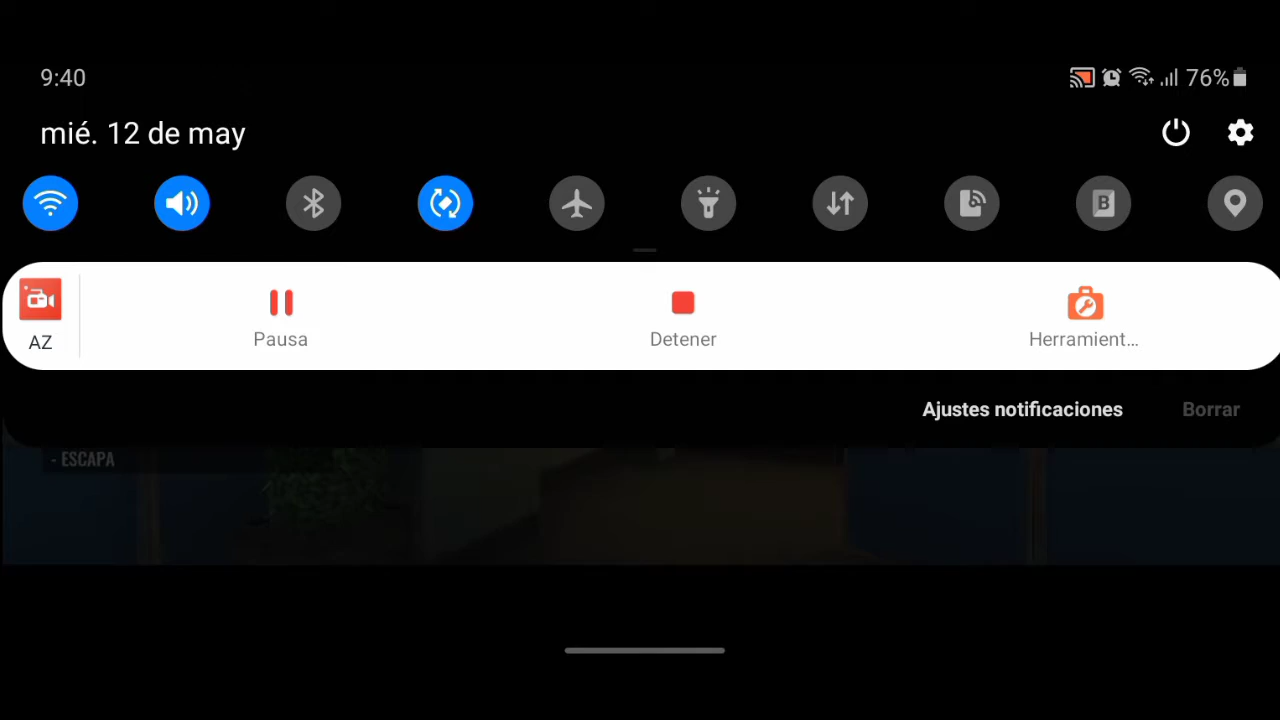 9:40
76%
mié. 12 de may
B
AZ
Pausa
Detener
Herramient...
Ajustes notificaciones
Borrar
- ESCAPA